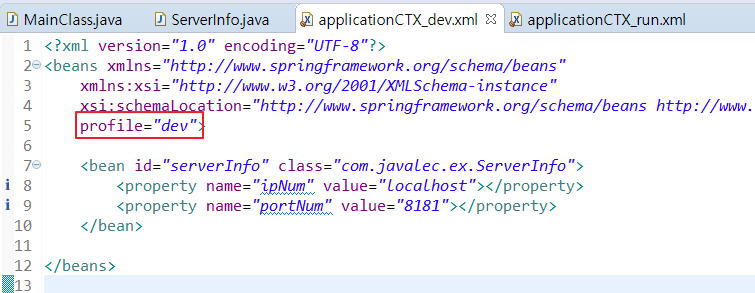 MainClass.java ServerInfo.java applicationCTX_dev.xml applicationCTX_run.xml
1 <?xml version="1.0" encoding="UTF-8"?>
2 <beans xmlns="http://www.springframework.org/schema/beans"
3 xmlns:xsi="http://www.w3.org/2001/XMLSchema-instance"
4 xsi:schemaLocation="http://www.springframework.org/schema/beans http://www.
5 profile="dev">
6
7 <bean id="serverInfo" class="com.javalec.ex.ServerInfo">
8 <property name="ipNum" value="localhost"></property>
9 <property name="portNum" value="8181"></property>
10 </bean>
11
12 </beans>
13